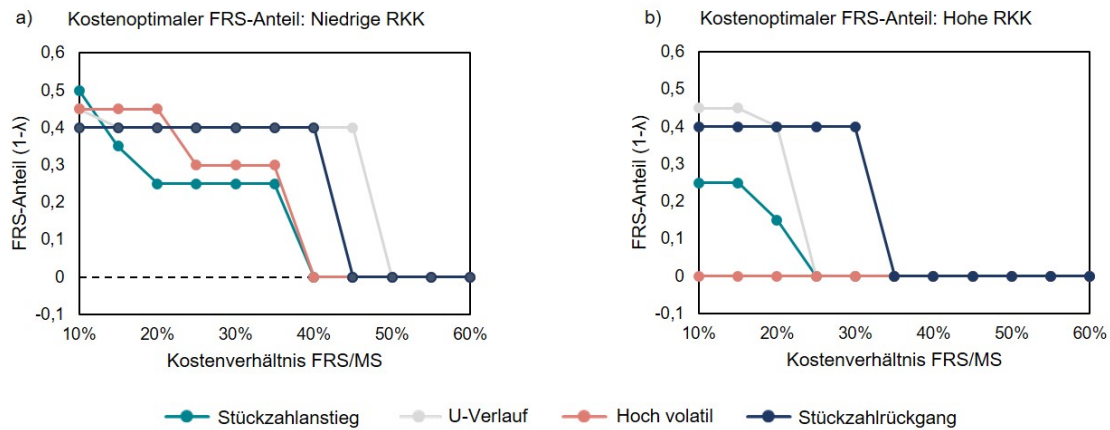 a) Kostenoptimaler FRS-Anteil: Niedrige RKK
0,6
0,5
0,4
0,3
0,2
0,1
0
-0,1
FRS-Anteil (1-λ)
10% 20% 30% 40% 50% 60%
Kostenverhältnis FRS/MS
b) Kostenoptimaler FRS-Anteil: Hohe RKK
0,6
0,5
0,4
0,3
0,2
0,1
0
-0,1
FRS-Anteil (1-λ)
10% 20% 30% 40% 50% 60%
Kostenverhältnis FRS/MS
Stückzahlanstieg U-Verlauf Hoch volatil Stückzahlrückgang